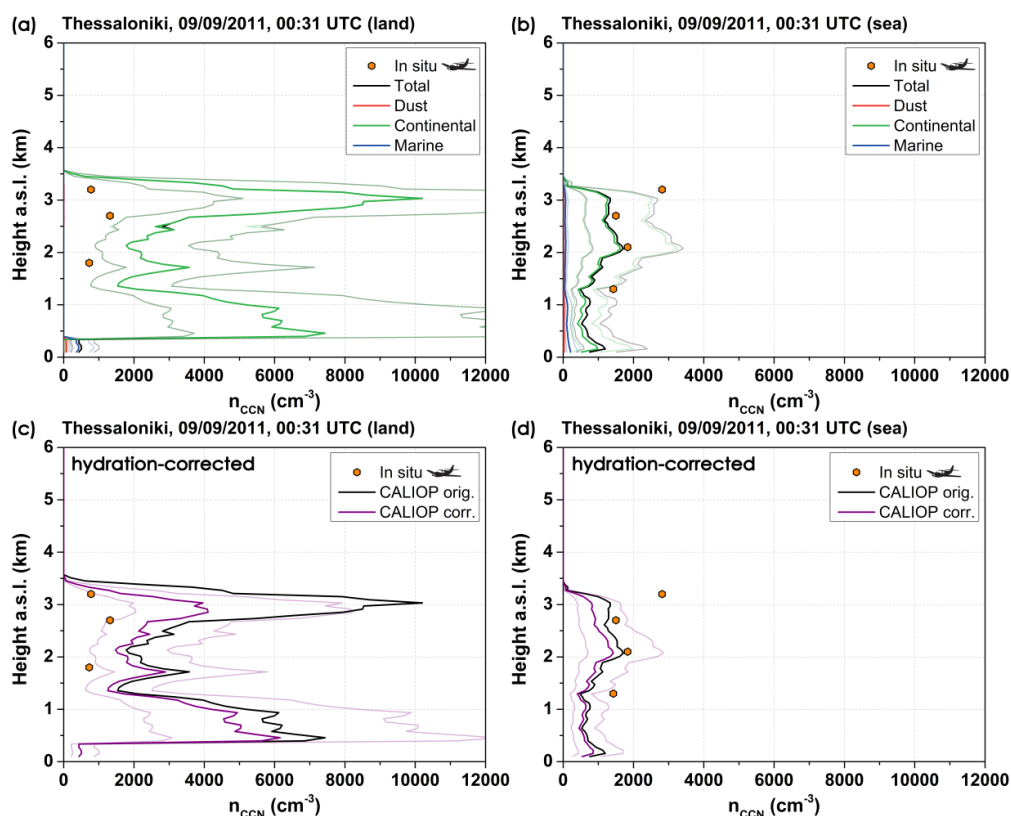 (a) Thessaloniki, 09/09/2011, 00:31 UTC (land)
6
5
4
3
2
1
0
Height a.s.l. (km)
In situ
Total
Dust
Continental
Marine
0 2000 4000 6000 8000 10000 12000
nCCN (cm-3)
(b) Thessaloniki, 09/09/2011, 00:31 UTC (sea)
6
5
4
3
2
1
0
Height a.s.l. (km)
In situ
Total
Dust
Continental
Marine
0 2000 4000 6000 8000 10000 12000
nCCN (cm-3)
(c) Thessaloniki, 09/09/2011, 00:31 UTC (land)
6
5
4
3
2
1
0
Height a.s.l. (km)
hydration-corrected
In situ
CALIOP orig.
CALIOP corr.
0 2000 4000 6000 8000 10000 12000
nCCN (cm-3)
(d) Thessaloniki, 09/09/2011, 00:31 UTC (sea)
6
5
4
3
2
1
0
Height a.s.l. (km)
hydration-corrected
In situ
CALIOP orig.
CALIOP corr.
0 2000 4000 6000 8000 10000 12000
nCCN (cm-3)